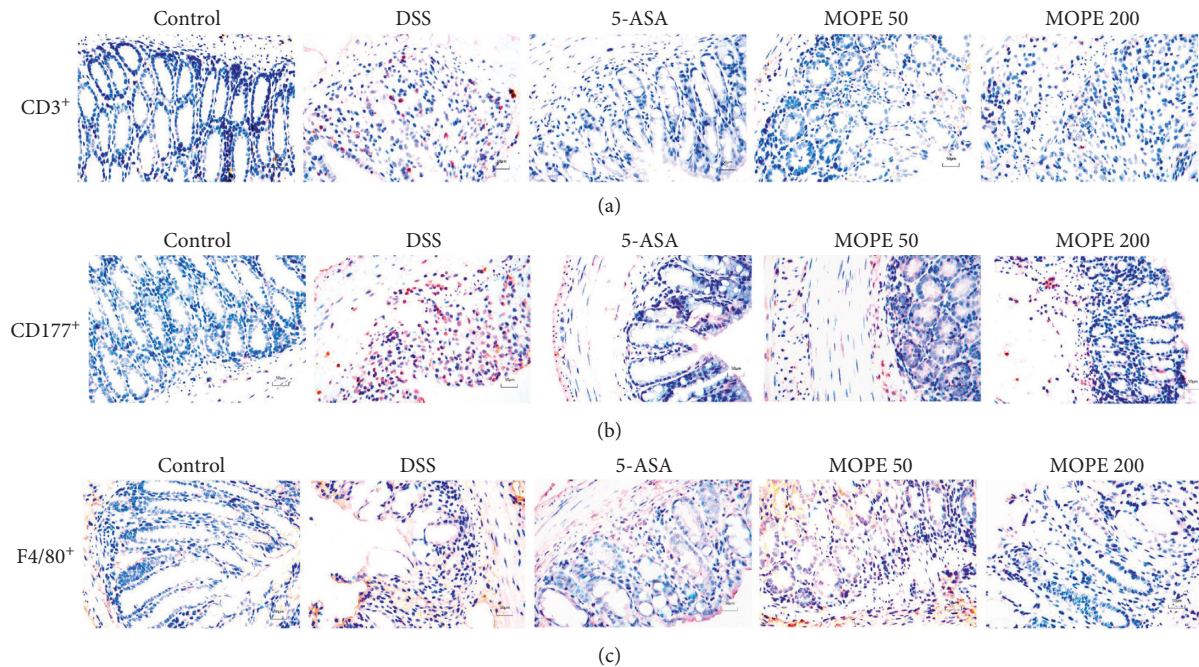 Control DSS 5-ASA MOPE 50 MOPE 200
CD3⁺
(a)
Control DSS 5-ASA MOPE 50 MOPE 200
CD177⁺
(b)
Control DSS 5-ASA MOPE 50 MOPE 200
F4/80⁺
(c)